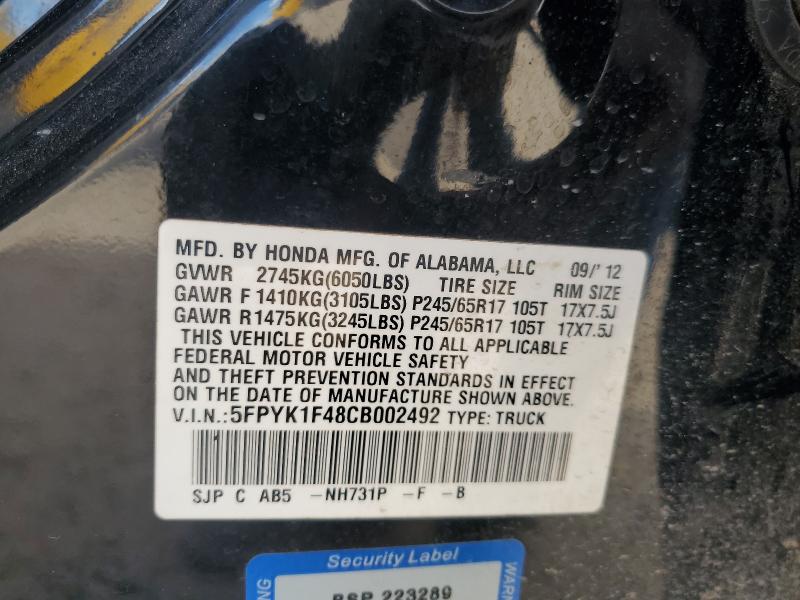 MFD. BY HONDA MFG. OF ALABAMA, LLC 09/'12
GVWR 2745KG(6050LBS) TIRE SIZE RIM SIZE
GAWR F 1410KG(3105LBS) P245/65R17 105T 17X7.5J
GAWR R1475KG(3245LBS) P245/65R17 105T 17X7.5J
THIS VEHICLE CONFORMS TO ALL APPLICABLE
FEDERAL MOTOR VEHICLE SAFETY
AND THEFT PREVENTION STANDARDS IN EFFECT
ON THE DATE OF MANUFACTURE SHOWN ABOVE.
V.I.N.:5FPYK1F48CB002492 TYPE: TRUCK
SJP C AB5 -NH731P -F -B
Security Label
223289